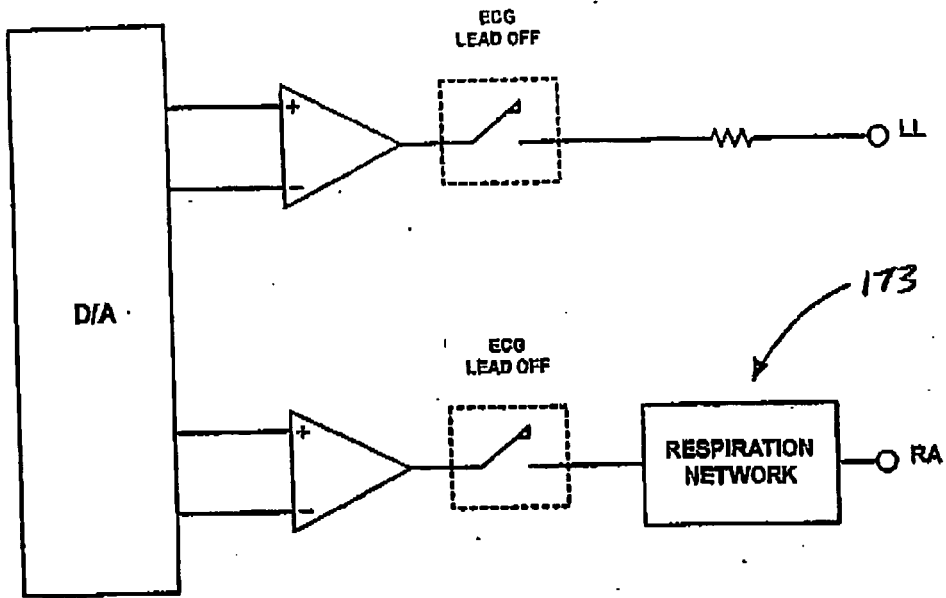 ECG
LEAD OFF
+
−
LL
D/A
173
ECG
LEAD OFF
+
−
RESPIRATION
NETWORK
RA